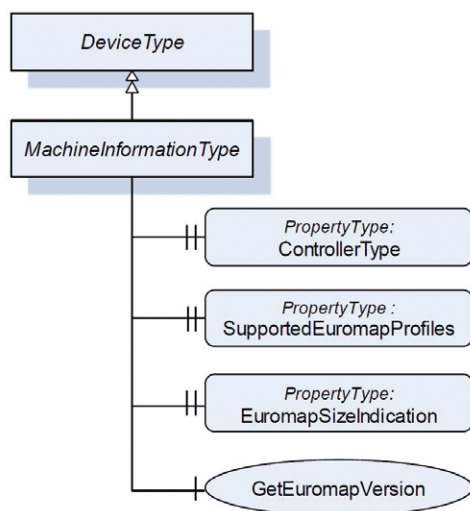 DeviceType
MachineInformationType
PropertyType:
ControllerType
PropertyType :
SupportedEuromapProfiles
PropertyType:
EuromapSizeIndication
GetEuromapVersion